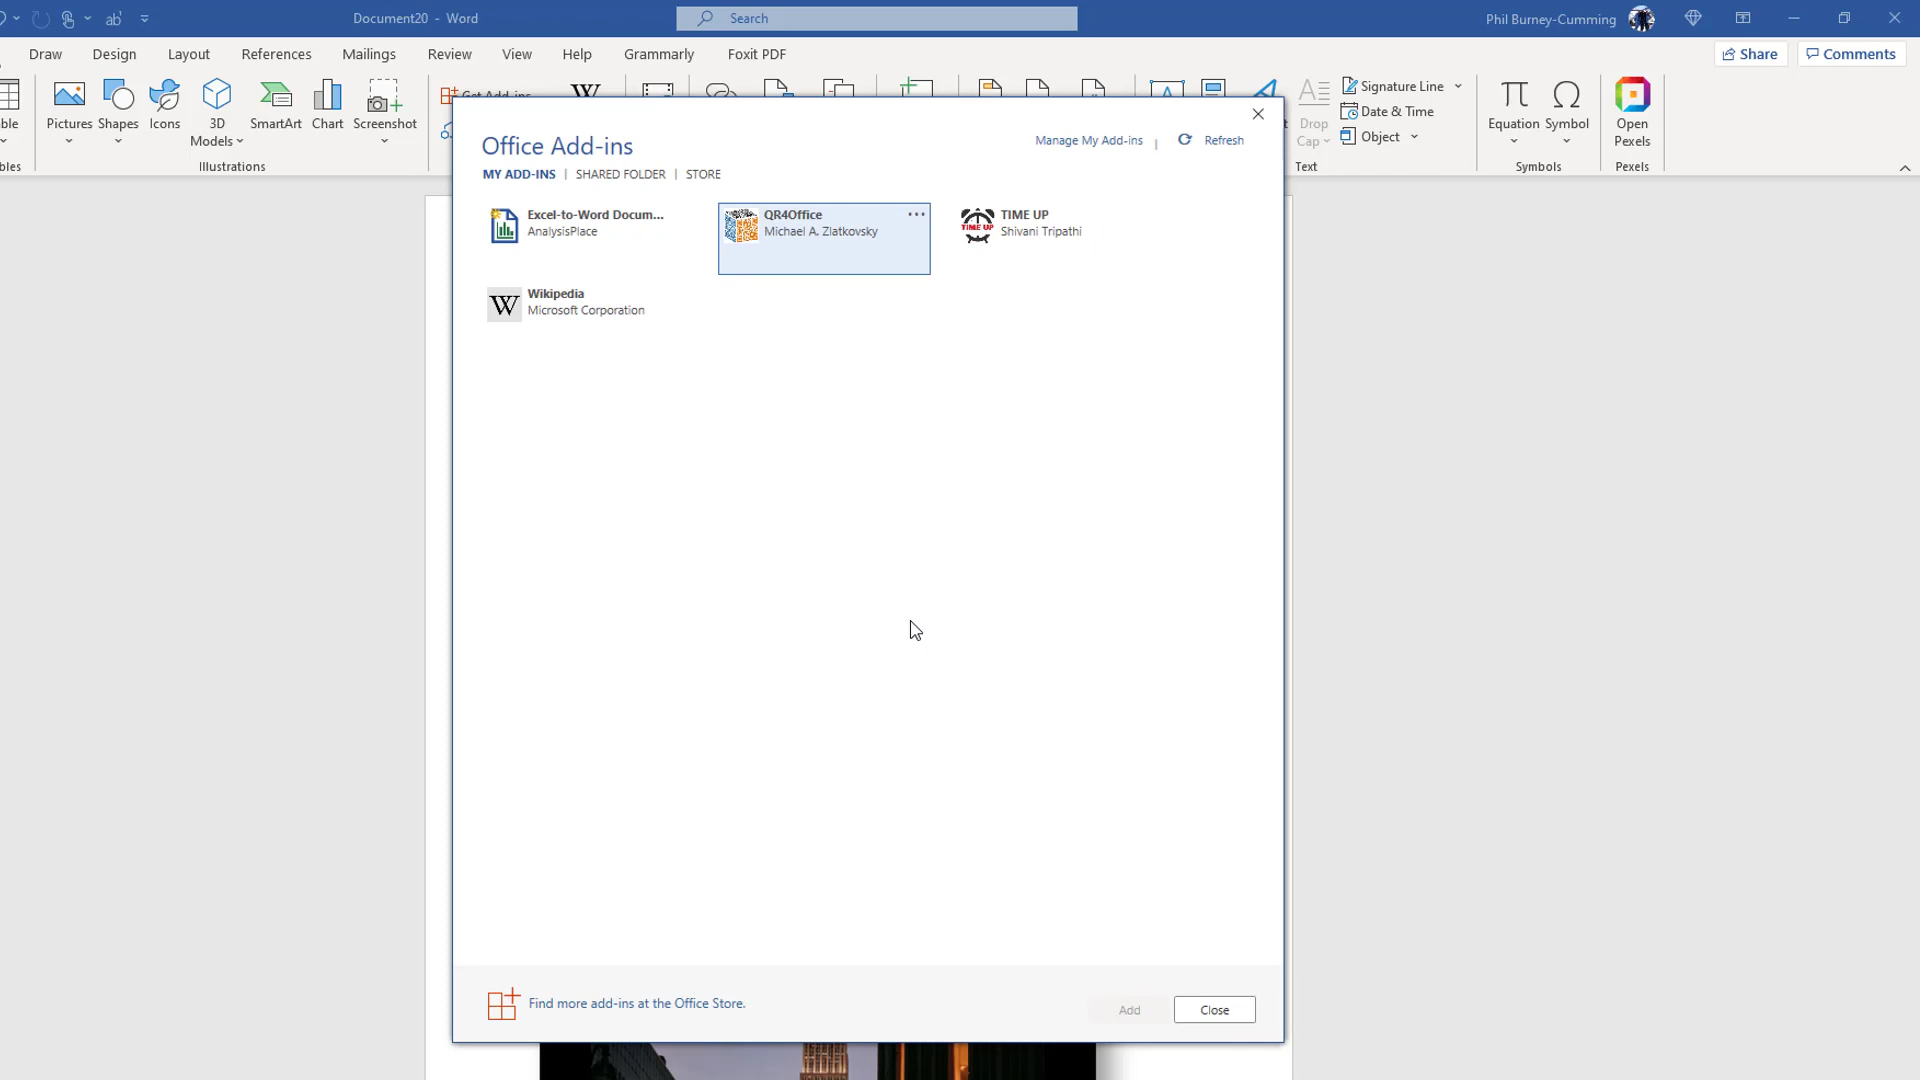 Document20 - Word
Search
Phil Burney-Cumming
Draw Design Layout References Mailings Review View Help Grammarly Foxit PDF
Share Comments
Pictures Shapes Icons 3D Models SmartArt Chart Screenshot
Illustrations
Drop Cap
Signature Line
Date & Time
Object
Text
Equation Symbol
Symbols
Open Pexels
Pexels
Office Add-ins
Manage My Add-ins | Refresh
MY ADD-INS | SHARED FOLDER | STORE
Excel-to-Word Docum...
AnalysisPlace
QR4Office
Michael A. Zlatkovsky
...
TIME UP
TIME UP
Shivani Tripathi
W
Wikipedia
Microsoft Corporation
Find more add-ins at the Office Store.
Add
Close